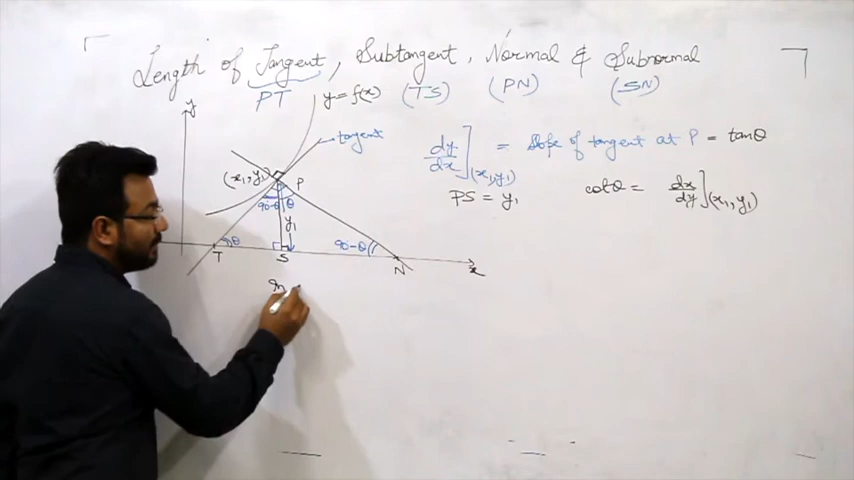 Length of Tangent, Subtangent, Normal & Subnormal
PT (TS) (PN) (SN)
y
y = f(x)
tangent
dy/dx](x₁,y₁) = Slope of tangent at P = tanθ
(x₁, y₁)
P
PS = y₁
cotθ = dx/dy](x₁, y₁)
90-θ θ
y₁
θ
90-θ
T S N x
In